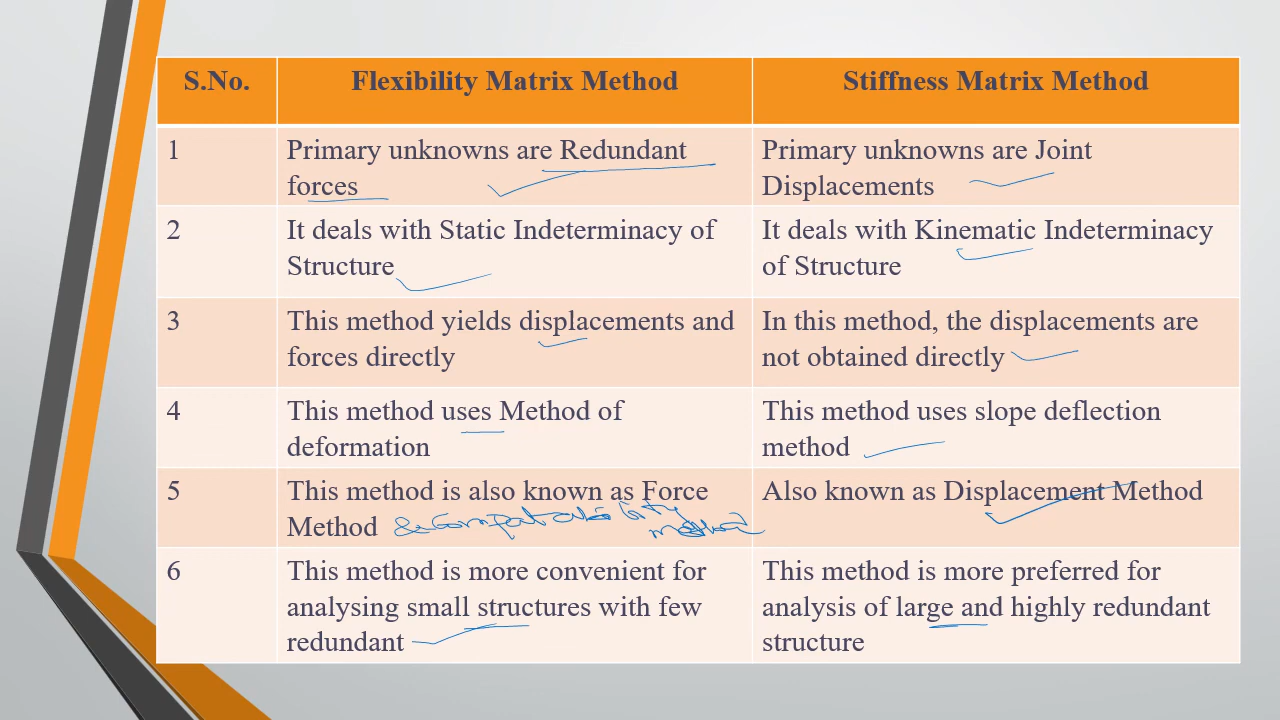 S.No. Flexibility Matrix Method Stiffness Matrix Method
1 Primary unknowns are Redundant
forces
Primary unknowns are Joint
Displacements
2 It deals with Static Indeterminacy of
Structure
It deals with Kinematic Indeterminacy
of Structure
3 This method yields displacements and
forces directly
In this method, the displacements are
not obtained directly
4 This method uses Method of
deformation
This method uses slope deflection
method
5 This method is also known as Force
Method & Compatability
method
Also known as Displacement Method
6 This method is more convenient for
analysing small structures with few
redundant
This method is more preferred for
analysis of large and highly redundant
structure